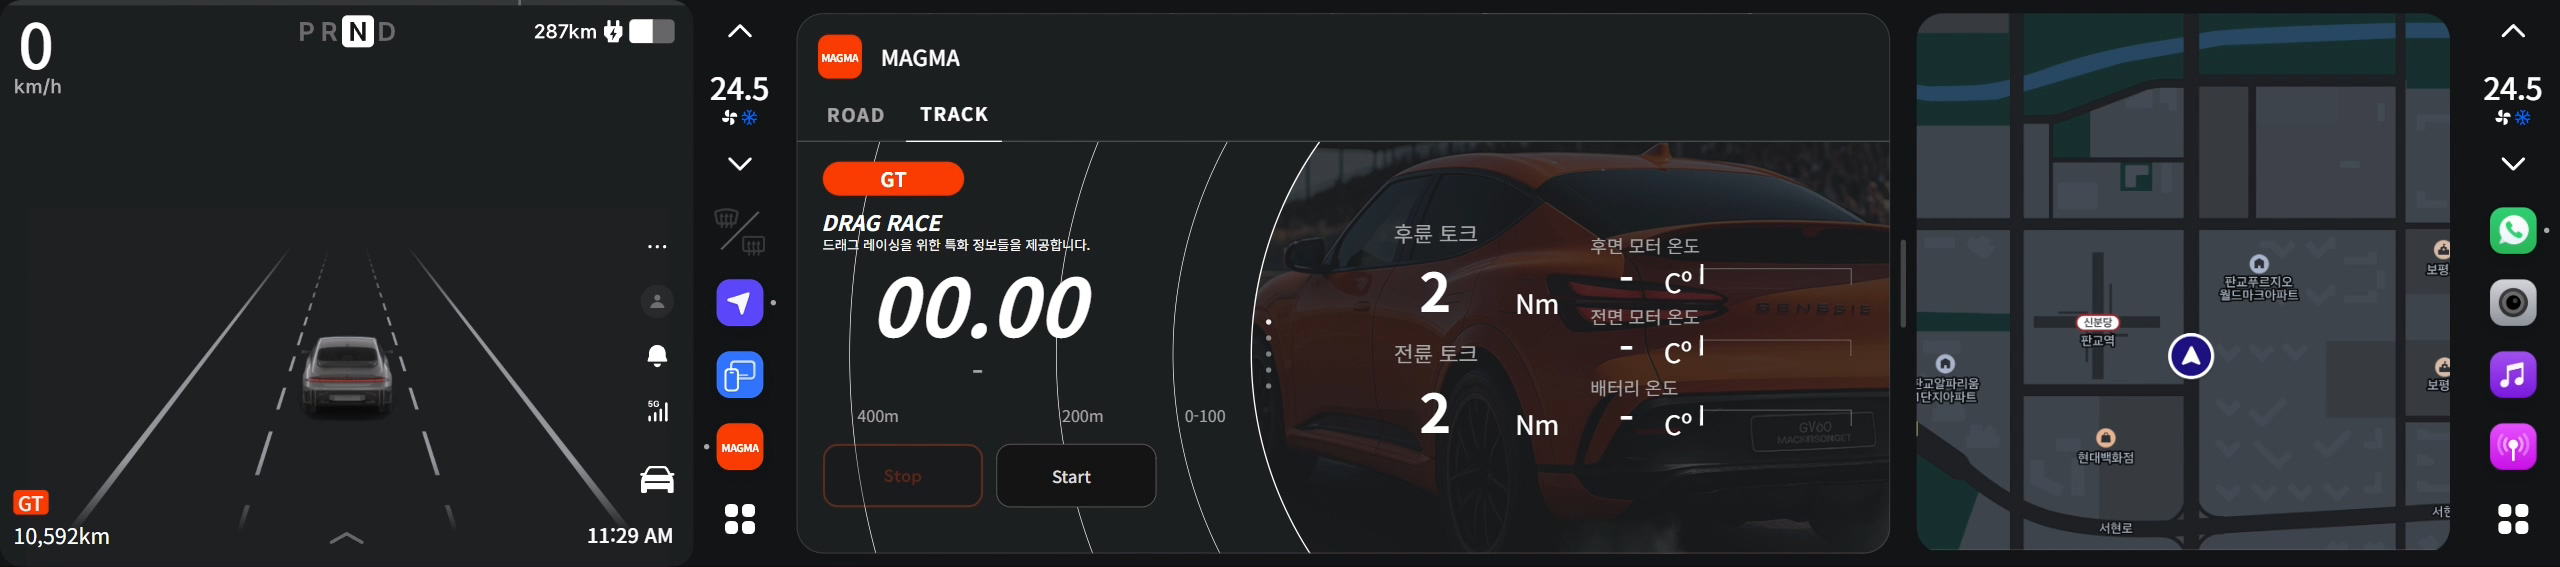 0
km/h
P R N D
287km
5G
GT
10,592km
11:29 AM
24.5
MAGMA
MAGMA
MAGMA
ROAD
TRACK
GT
DRAG RACE
드래그 레이싱을 위한 특화 정보들을 제공합니다.
00.00
-
400m
200m
0-100
Stop
Start
후륜 토크
2 Nm
전륜 토크
2 Nm
후면 모터 온도
- Cº
전면 모터 온도
- Cº
배터리 온도
- Cº
GENESIS
판교푸르지오
월드마크아파트
보평
신분당
판교역
판교알파리움
1단지아파트
보평
현대백화점
서현로
서현
24.5